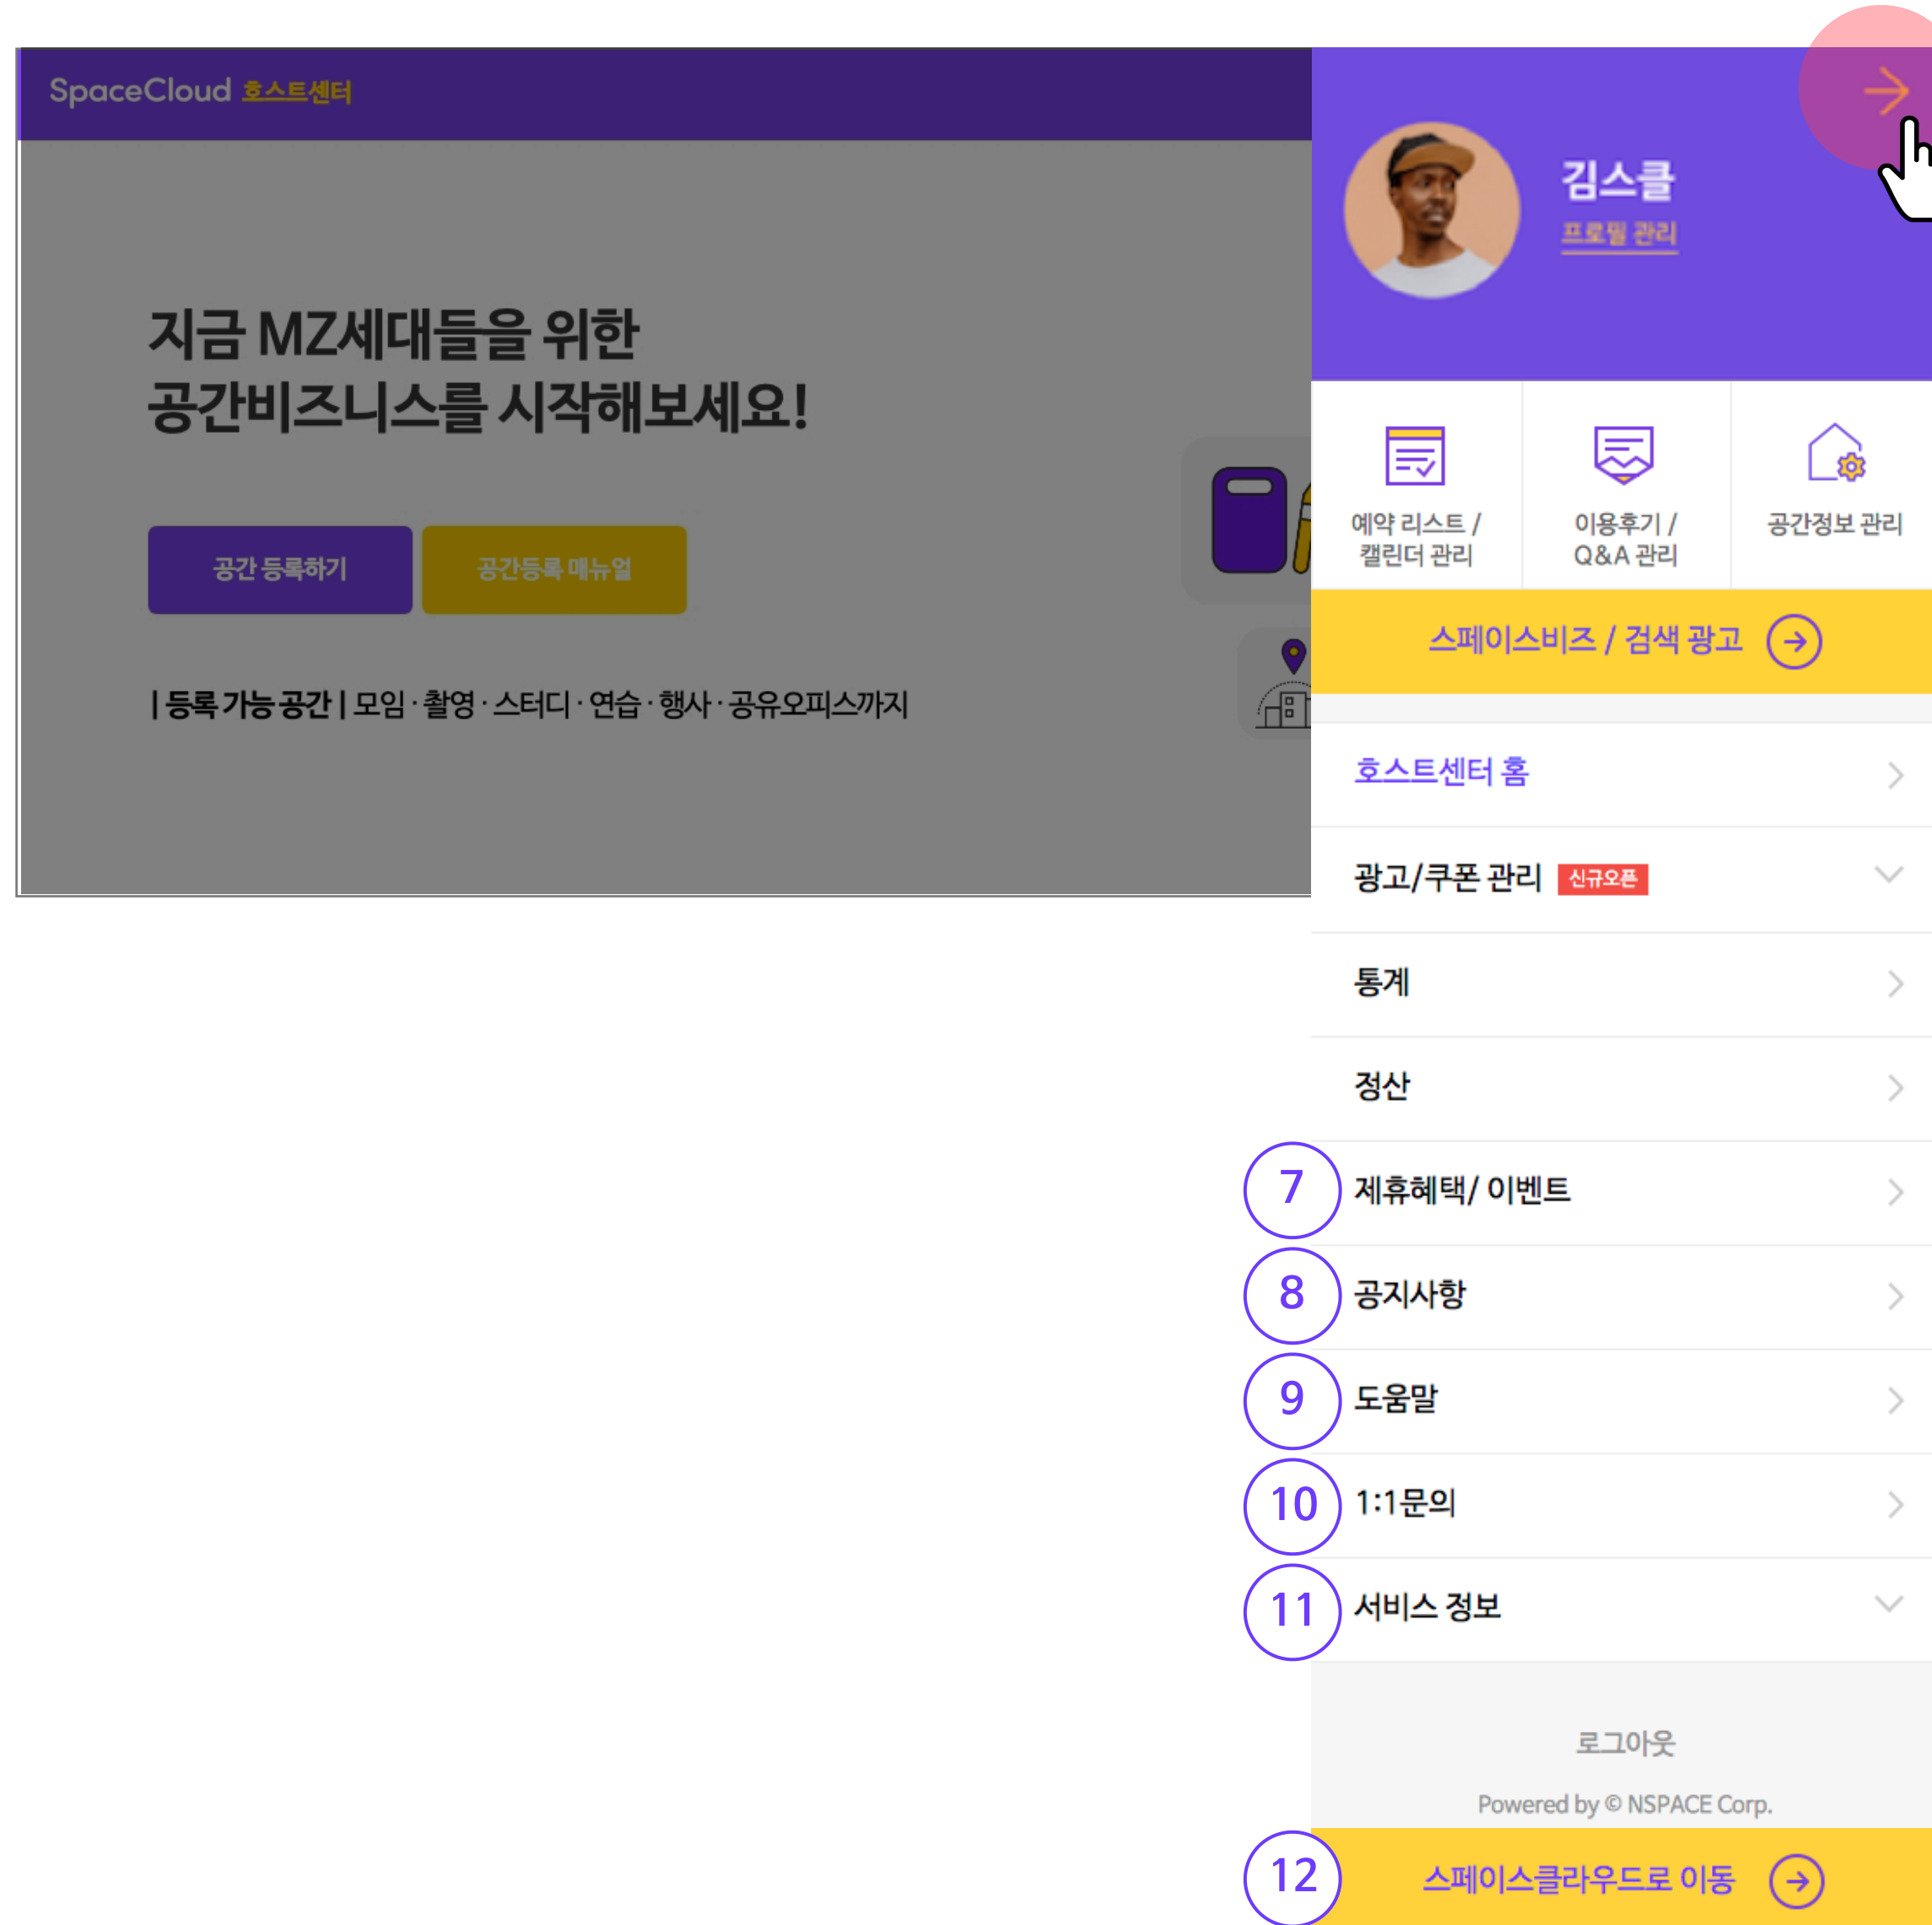 SpaceCloud 호스트센터
지금 MZ세대들을 위한
공간비즈니스를 시작해보세요!
공간 등록하기
공간등록 매뉴얼
| 등록 가능 공간 | 모임 · 촬영 · 스터디 · 연습 · 행사 · 공유오피스까지
김스클
프로필 관리
예약 리스트 /
캘린더 관리
이용후기 /
Q&A 관리
공간정보 관리
스페이스비즈 / 검색 광고
호스트센터 홈
광고/쿠폰 관리 신규오픈
통계
정산
7 제휴혜택/ 이벤트
8 공지사항
9 도움말
10 1:1문의
11 서비스 정보
로그아웃
Powered by © NSPACE Corp.
12 스페이스클라우드로 이동